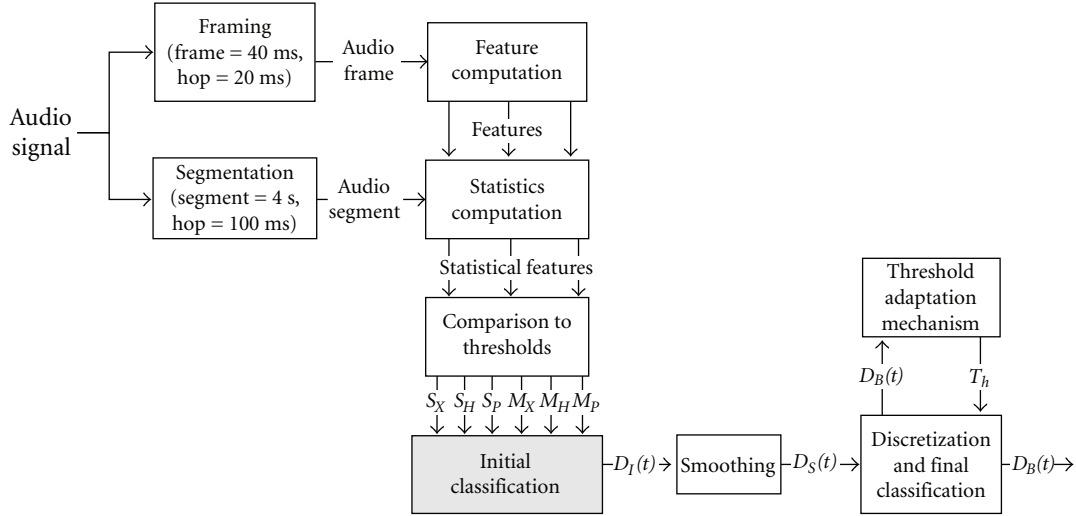 Framing
(frame = 40 ms,
hop = 20 ms)
Audio
frame
Feature
computation
Audio
signal
Features
Segmentation
(segment = 4 s,
hop = 100 ms)
Audio
segment
Statistics
computation
Statistical features
Threshold
adaptation
mechanism
Comparison to
thresholds
D_B(t)
T_h
S_X S_H S_P M_X M_H M_P
Initial
classification
D_I(t)
Smoothing
D_S(t)
Discretization
and final
classification
D_B(t)